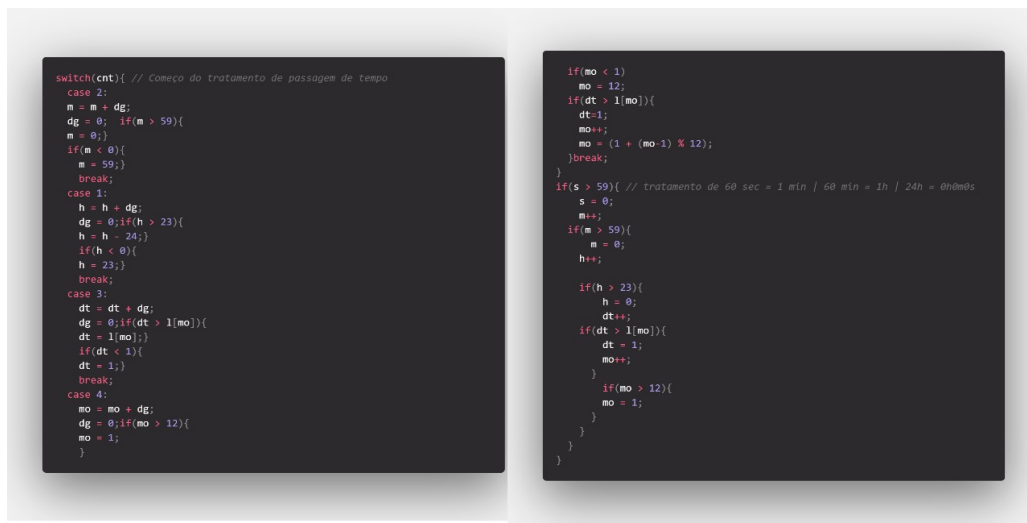 switch(cnt){ // Começo do tratamento de passagem de tempo
case 2:
m = m + dg;
dg = 0;  if(m > 59){
m = 0;}
if(m < 0){
m = 59;}
break;
case 1:
h = h + dg;
dg = 0;if(h > 23){
h = h - 24;}
if(h < 0){
h = 23;}
break;
case 3:
dt = dt + dg;
dg = 0;if(dt > l[mo]){
dt = l[mo];}
if(dt < 1){
dt = 1;}
break;
case 4:
mo = mo + dg;
dg = 0;if(mo > 12){
mo = 1;
}
if(mo < 1)
mo = 12;
if(dt > l[mo]){
dt=1;
mo++;
mo = (1 + (mo-1) % 12);
}break;
}
if(s > 59){ // tratamento de 60 sec = 1 min | 60 min = 1h | 24h = 0h0m0s
s = 0;
m++;
if(m > 59){
m = 0;
h++;
if(h > 23){
h = 0;
dt++;
if(dt > l[mo]){
dt = 1;
mo++;
}
if(mo > 12){
mo = 1;
}
}
}
}